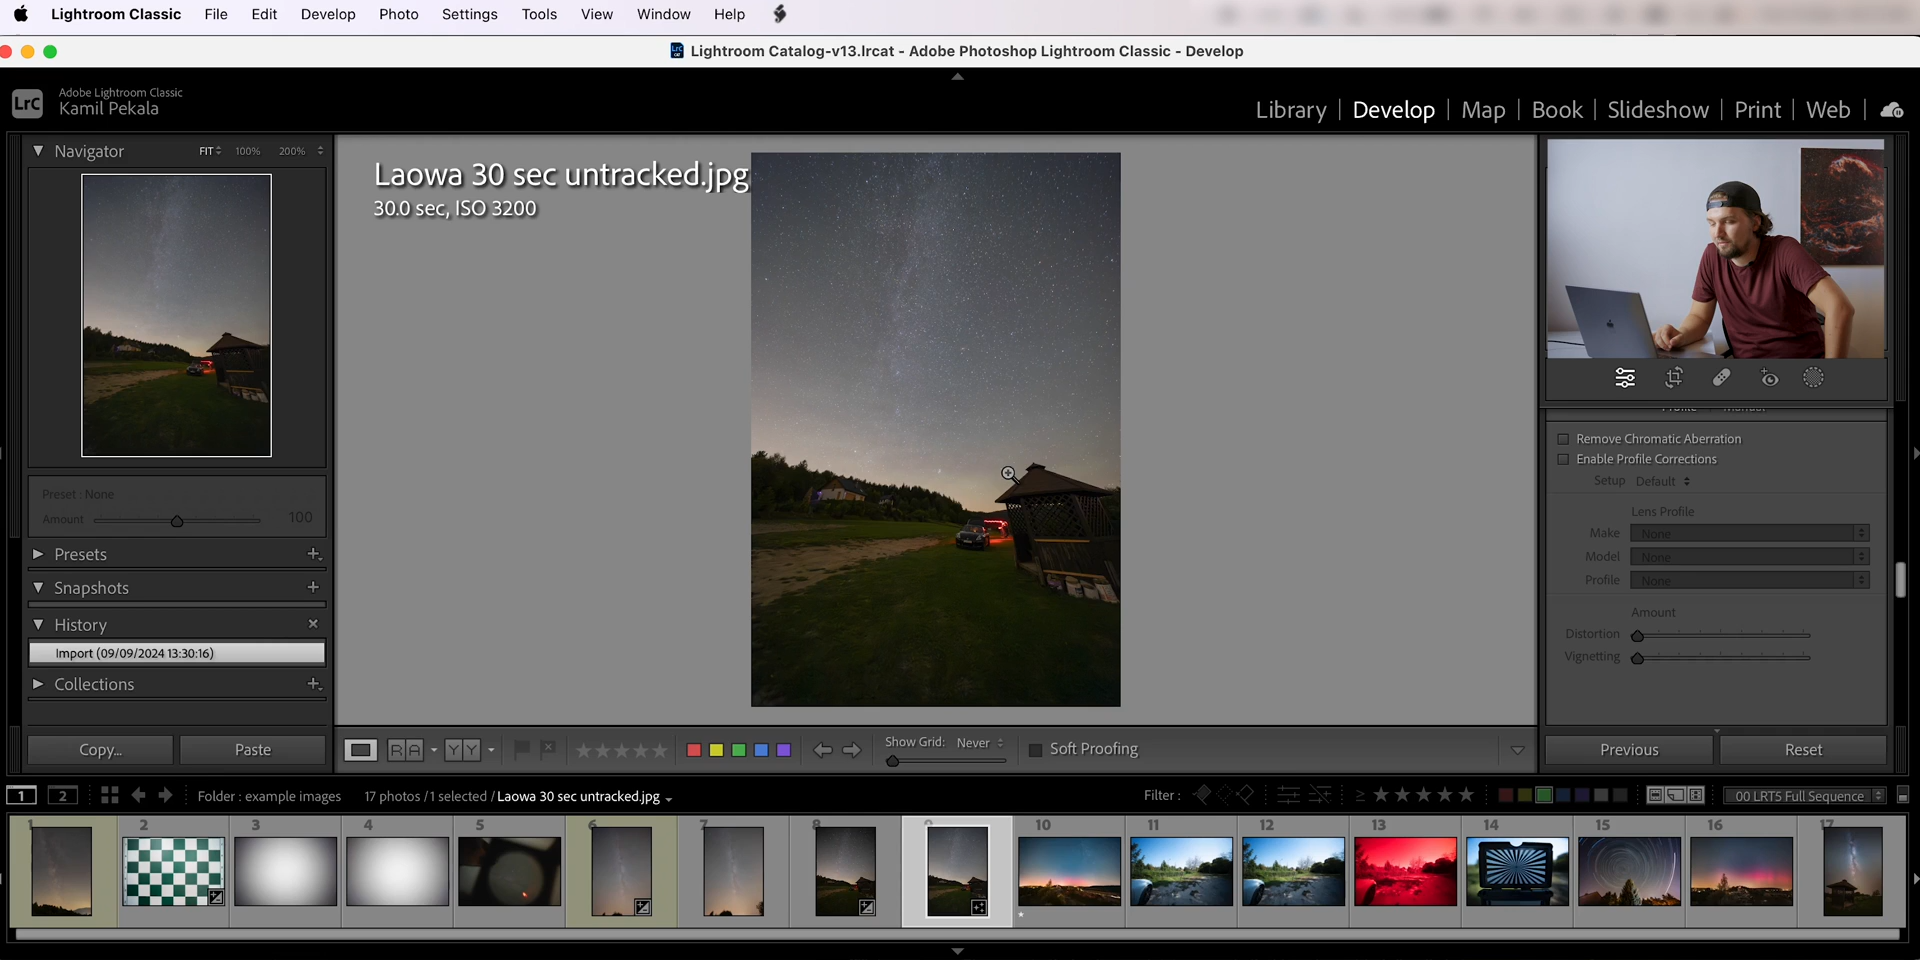 Lightroom Classic File Edit Develop Photo Settings Tools View Window Help
Lightroom Catalog-v13.lrcat - Adobe Photoshop Lightroom Classic - Develop
LrC
Adobe Lightroom Classic
Kamil Pekala
Library | Develop | Map | Book | Slideshow | Print | Web |
Navigator FIT 100% 200%
Laowa 30 sec untracked.jpg
30.0 sec, ISO 3200
Preset : None
Amount 100
Presets
Snapshots
History
Import (09/09/2024 13:30:16)
Collections
Copy... Paste
Remove Chromatic Aberration
Enable Profile Corrections
Setup Default
Lens Profile
Make None
Model None
Profile None
Amount
Distortion
Vignetting
R A Y Y Show Grid: Never Soft Proofing
Previous Reset
1 2 Folder : example images 17 photos / 1 selected / Laowa 30 sec untracked.jpg Filter : 00 LRT5 Full Sequence
1 2 3 4 5 6 7 8 9 10 11 12 13 14 15 16 17